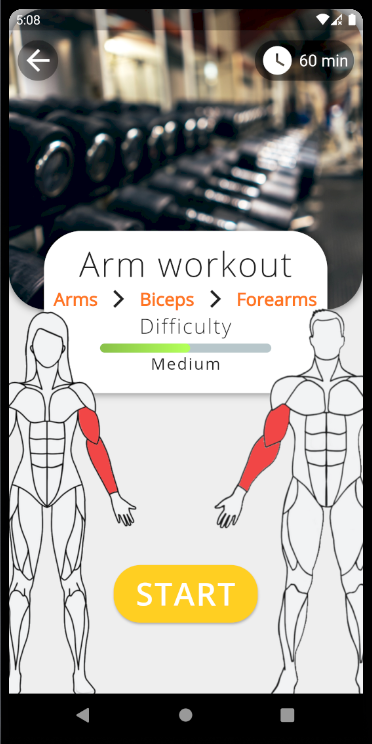 5:08
60 min
Arm workout
Arms > Biceps > Forearms
Difficulty
Medium
START